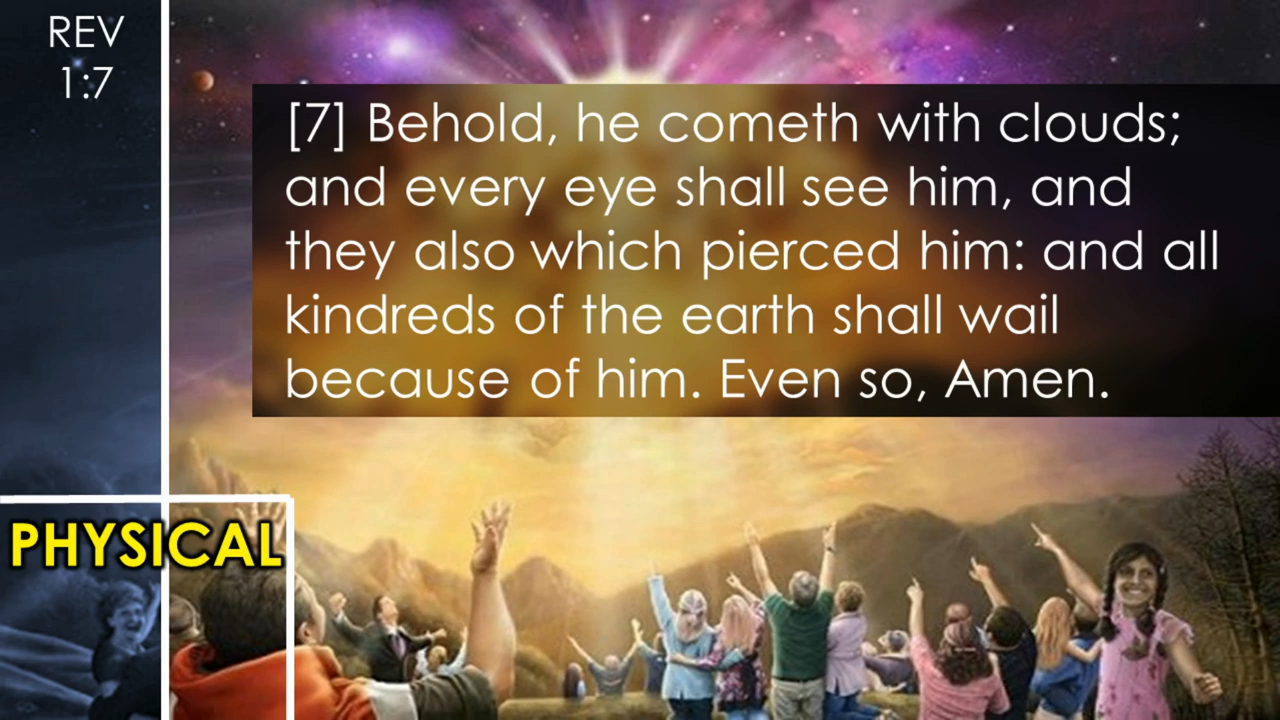 REV
1:7
[7] Behold, he cometh with clouds;
and every eye shall see him, and
they also which pierced him: and all
kindreds of the earth shall wail
because of him. Even so, Amen.
PHYSICAL